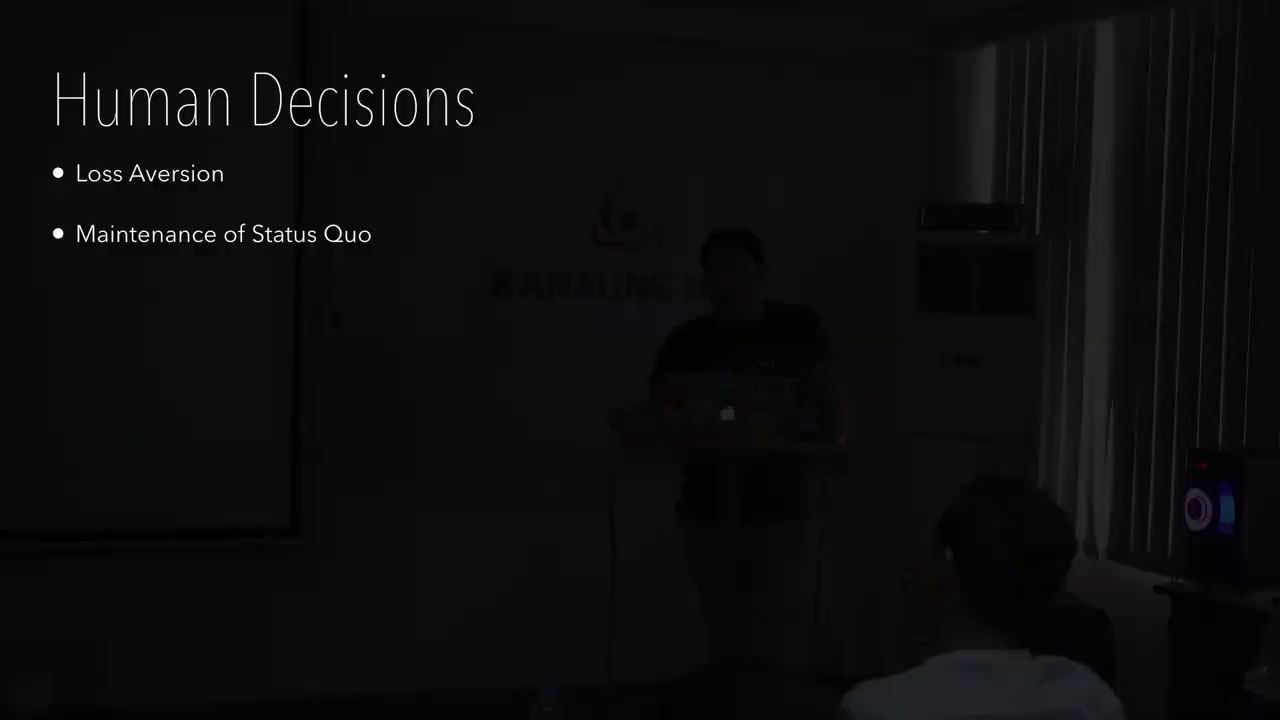 Human Decisions
• Loss Aversion
• Maintenance of Status Quo